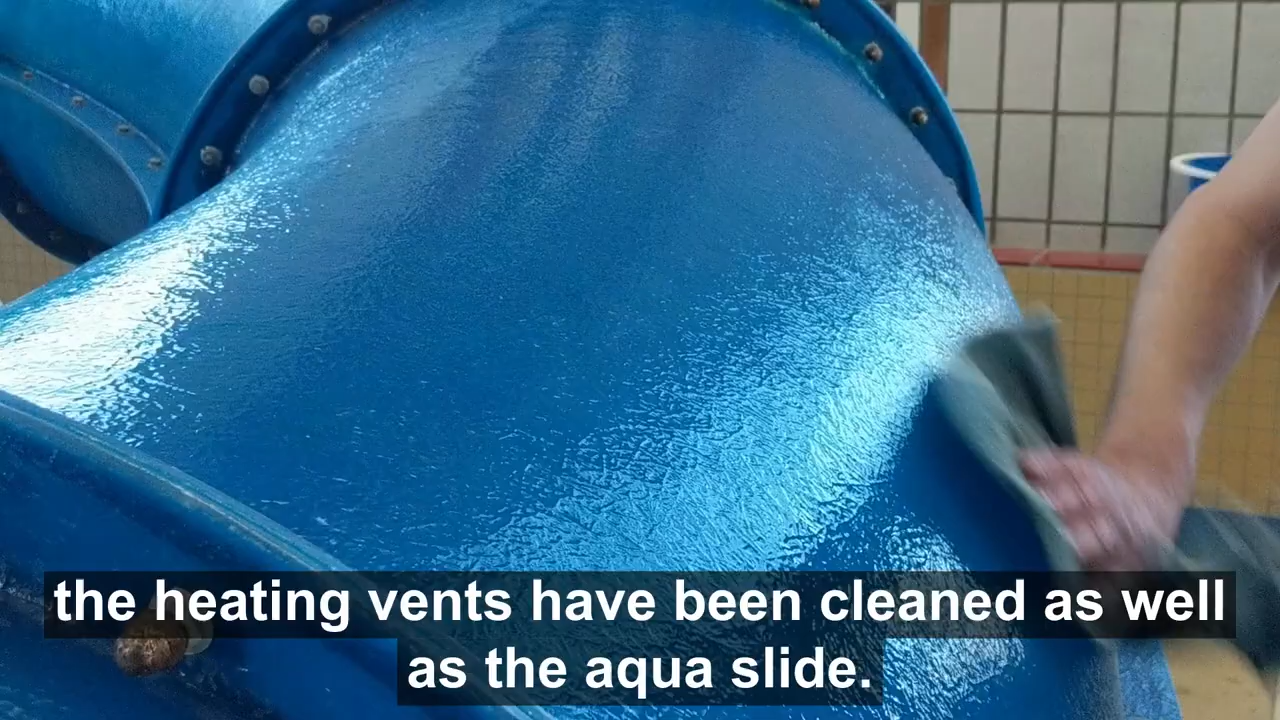 the heating vents have been cleaned as well
as the aqua slide.